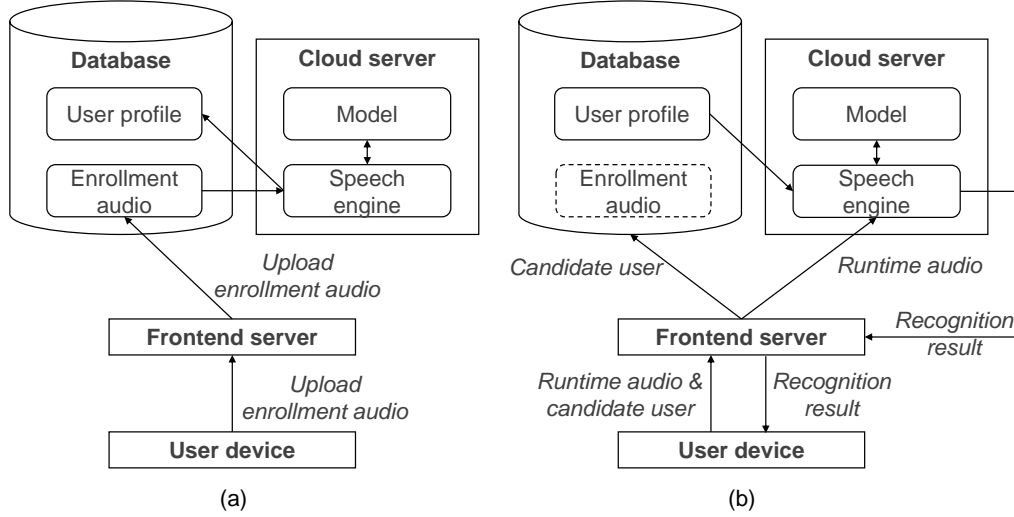 Database
Cloud server
User profile
Model
Enrollment
audio
Speech
engine
Upload
enrollment audio
Frontend server
Upload
enrollment audio
User device
(a)
Database
Cloud server
User profile
Model
Enrollment
audio
Speech
engine
Candidate user
Runtime audio
Frontend server
Recognition
result
Runtime audio &
candidate user
Recognition
result
User device
(b)